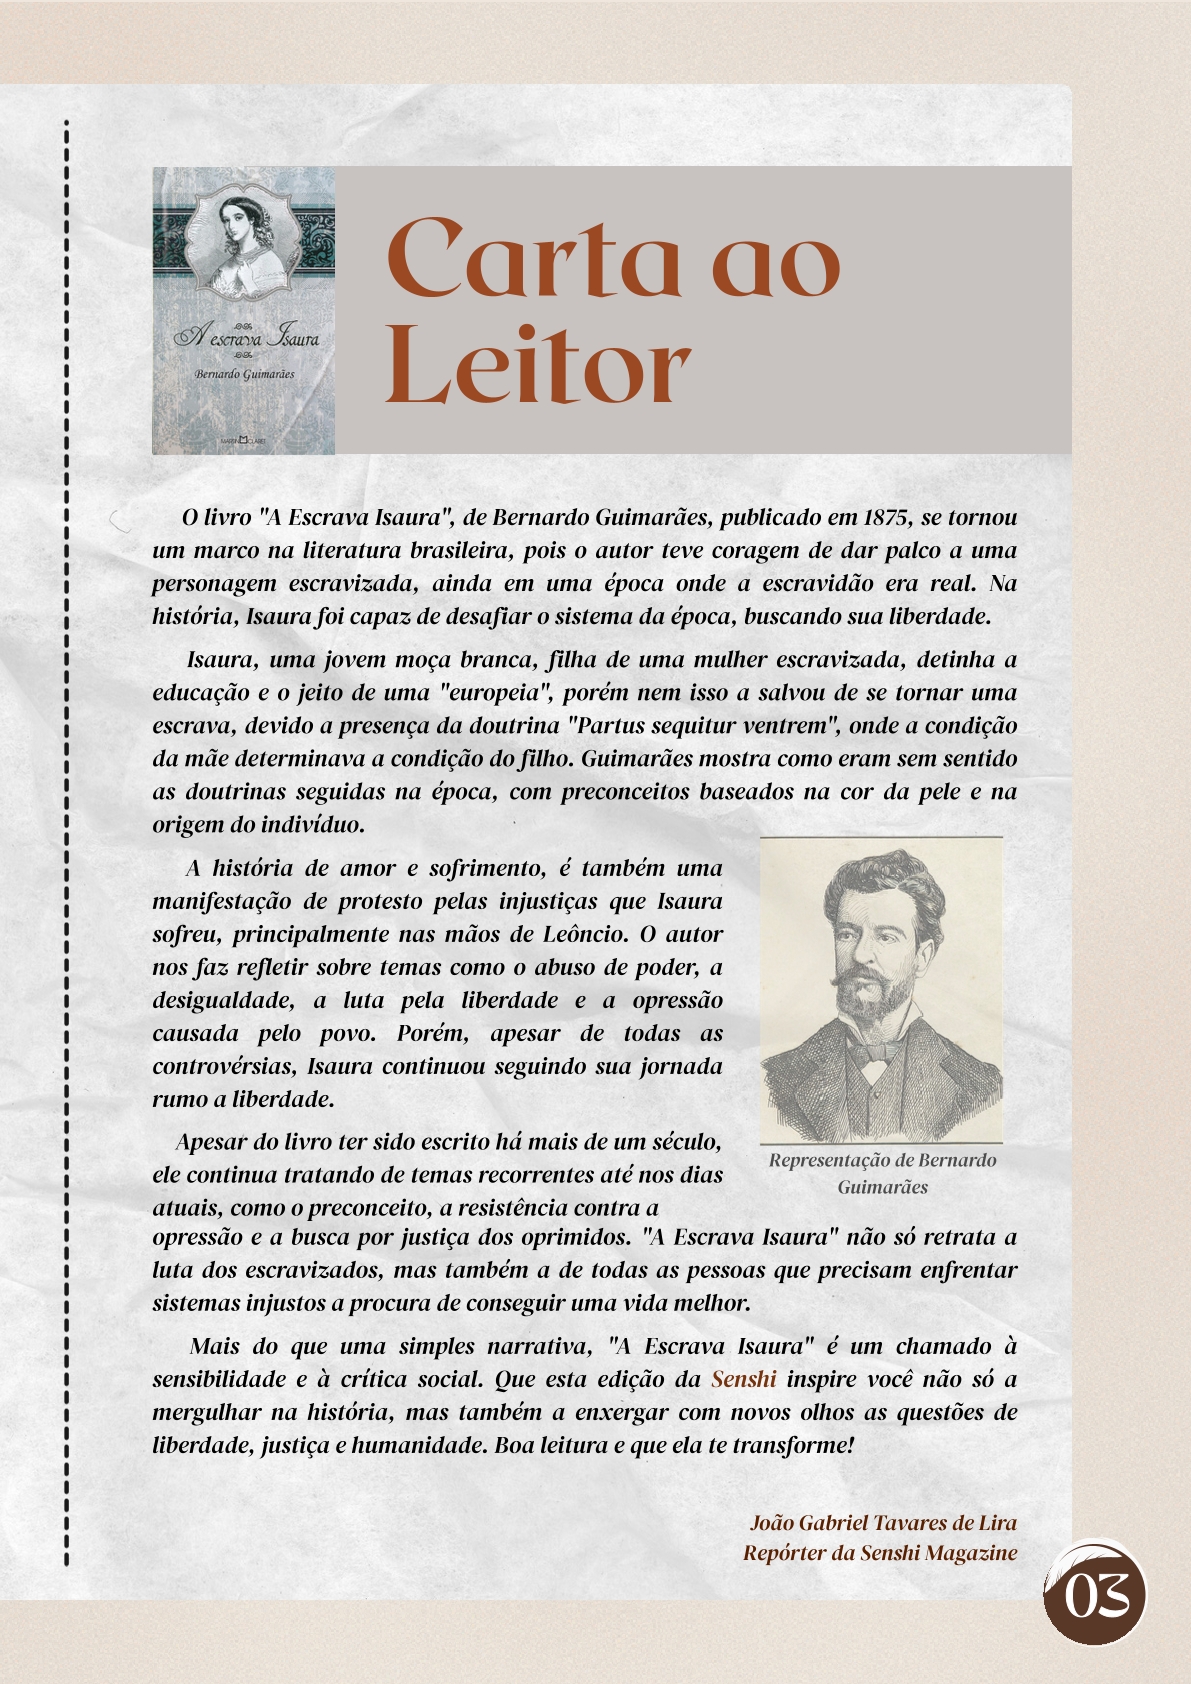 A escrava Isaura
Bernardo Guimarães
MARTIN CLARET
Carta ao
Leitor
O livro "A Escrava Isaura", de Bernardo Guimarães, publicado em 1875, se tornou
um marco na literatura brasileira, pois o autor teve coragem de dar palco a uma
personagem escravizada, ainda em uma época onde a escravidão era real. Na
história, Isaura foi capaz de desafiar o sistema da época, buscando sua liberdade.
Isaura, uma jovem moça branca, filha de uma mulher escravizada, detinha a
educação e o jeito de uma "europeia", porém nem isso a salvou de se tornar uma
escrava, devido a presença da doutrina "Partus sequitur ventrem", onde a condição
da mãe determinava a condição do filho. Guimarães mostra como eram sem sentido
as doutrinas seguidas na época, com preconceitos baseados na cor da pele e na
origem do indivíduo.
A história de amor e sofrimento, é também uma
manifestação de protesto pelas injustiças que Isaura
sofreu, principalmente nas mãos de Leôncio. O autor
nos faz refletir sobre temas como o abuso de poder, a
desigualdade, a luta pela liberdade e a opressão
causada pelo povo. Porém, apesar de todas as
controvérsias, Isaura continuou seguindo sua jornada
rumo a liberdade.
Apesar do livro ter sido escrito há mais de um século,
ele continua tratando de temas recorrentes até nos dias
atuais, como o preconceito, a resistência contra a
opressão e a busca por justiça dos oprimidos. "A Escrava Isaura" não só retrata a
luta dos escravizados, mas também a de todas as pessoas que precisam enfrentar
sistemas injustos a procura de conseguir uma vida melhor.
Representação de Bernardo
Guimarães
Mais do que uma simples narrativa, "A Escrava Isaura" é um chamado à
sensibilidade e à crítica social. Que esta edição da Senshi inspire você não só a
mergulhar na história, mas também a enxergar com novos olhos as questões de
liberdade, justiça e humanidade. Boa leitura e que ela te transforme!
João Gabriel Tavares de Lira
Repórter da Senshi Magazine
03